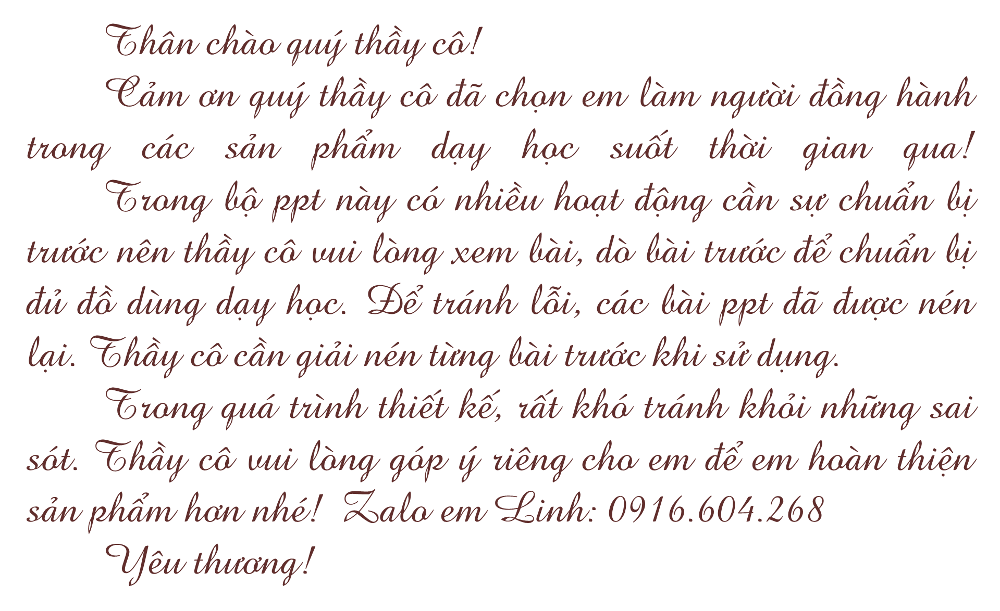 Thân chào quý thầy cô!
Cảm ơn quý thầy cô đã chọn em làm người đồng hành
trong các sản phẩm dạy học suốt thời gian qua!
Trong bộ ppt này có nhiều hoạt động cần sự chuẩn bị
trước nên thầy cô vui lòng xem bài, dò bài trước để chuẩn bị
đủ đồ dùng dạy học. Để tránh lỗi, các bài ppt đã được nén
lại. Thầy cô cần giải nén từng bài trước khi sử dụng.
Trong quá trình thiết kế, rất khó tránh khỏi những sai
sót. Thầy cô vui lòng góp ý riêng cho em để em hoàn thiện
sản phẩm hơn nhé! Zalo em Linh: 0916.604.268
Yêu thương!